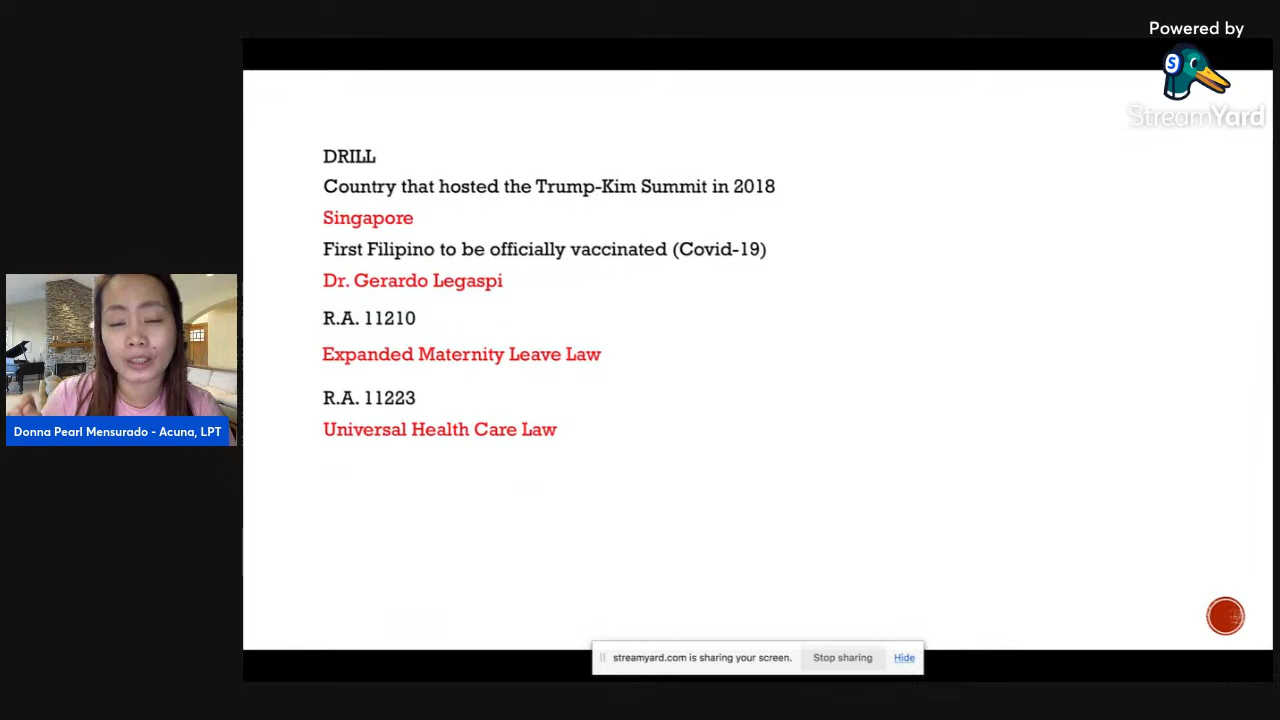 Powered by
StreamYard
DRILL
Country that hosted the Trump-Kim Summit in 2018
Singapore
First Filipino to be officially vaccinated (Covid-19)
Dr. Gerardo Legaspi
R.A. 11210
Expanded Maternity Leave Law
R.A. 11223
Universal Health Care Law
Donna Pearl Mensurado - Acuna, LPT
streamyard.com is sharing your screen. Stop sharing Hide